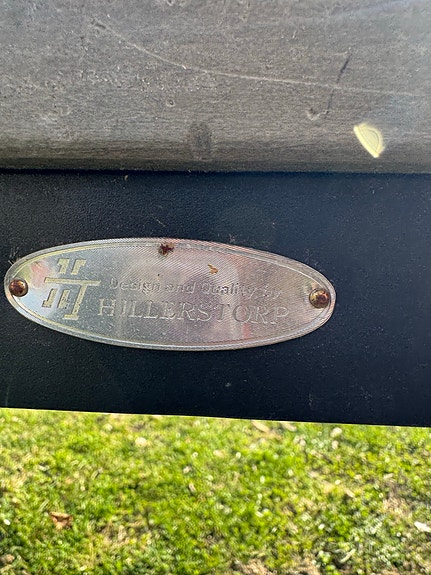 Design and Quality by
HILLERSTORP